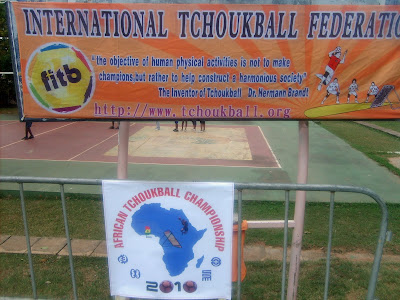 INTERNATIONAL TCHOUKBALL FEDERATIO
fitb
"the objective of human physical activities is not to make
champions,but rather to help construct a harmonious society"
The Inventor of Tchoukball Dr. Hermann Brandt
http://www.tchoukball.org
AFRICAN TCHOUKBALL CHAMPIONSHIP
2010